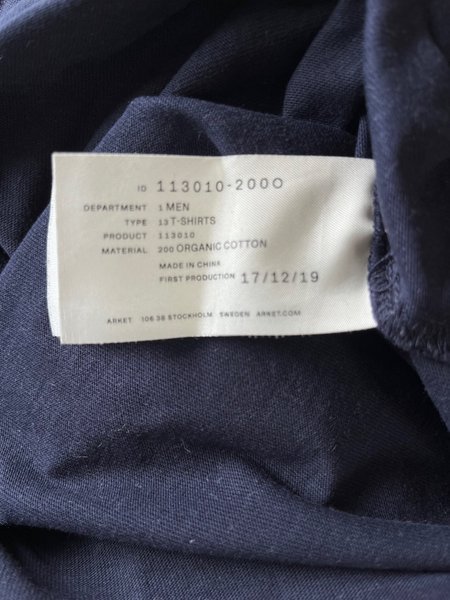 ID 113010-200O
DEPARTMENT 1 MEN
TYPE 13 T-SHIRTS
PRODUCT 113010
MATERIAL 200 ORGANIC COTTON
MADE IN CHINA
FIRST PRODUCTION 17/12/19
ARKET 106 38 STOCKHOLM SWEDEN ARKET.COM